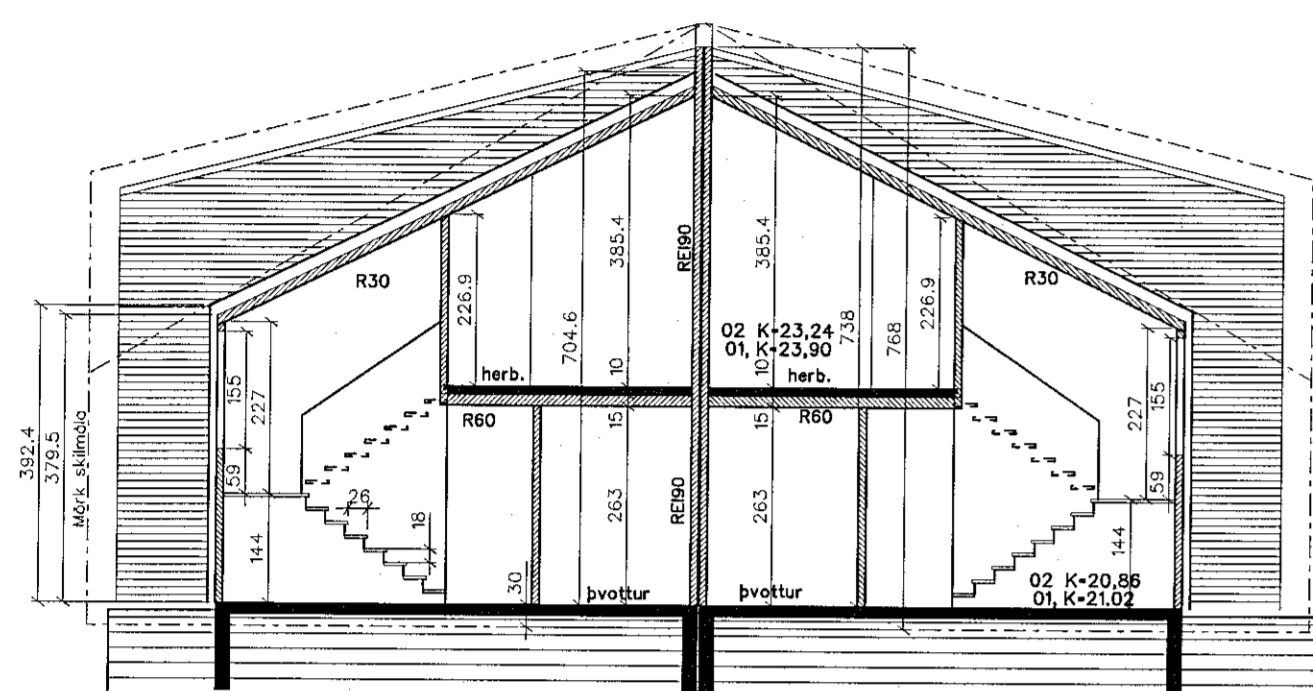 385.4
385.4
R30
REI90
R30
226.9
226.9
704.6
02 K=23,24
01, K=23,90
738
768
10
10
herb.
herb.
R60
R60
15
15
392.4
379.5
Mörk skilmála
155
227
59
144
26
18
263
REI90
263
30
þvottur
þvottur
155
227
59
144
02 K=20,86
01, K=21.02